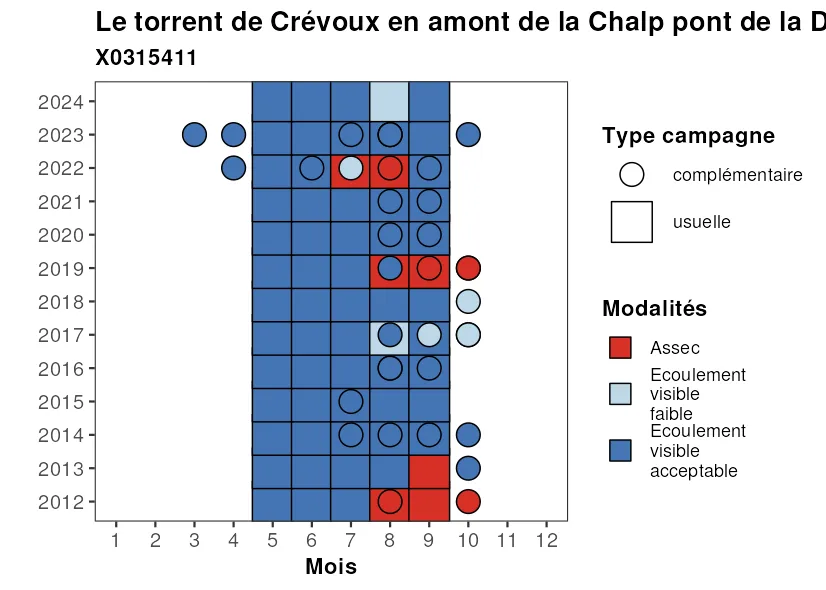 Le torrent de Crévoux en amont de la Chalp pont de la D
X0315411
2024
2023
2022
2021
2020
2019
2018
2017
2016
2015
2014
2013
2012
1 2 3 4 5 6 7 8 9 10 11 12
Mois
Type campagne
complémentaire
usuelle
Modalités
Assec
Ecoulement
visible
faible
Ecoulement
visible
acceptable